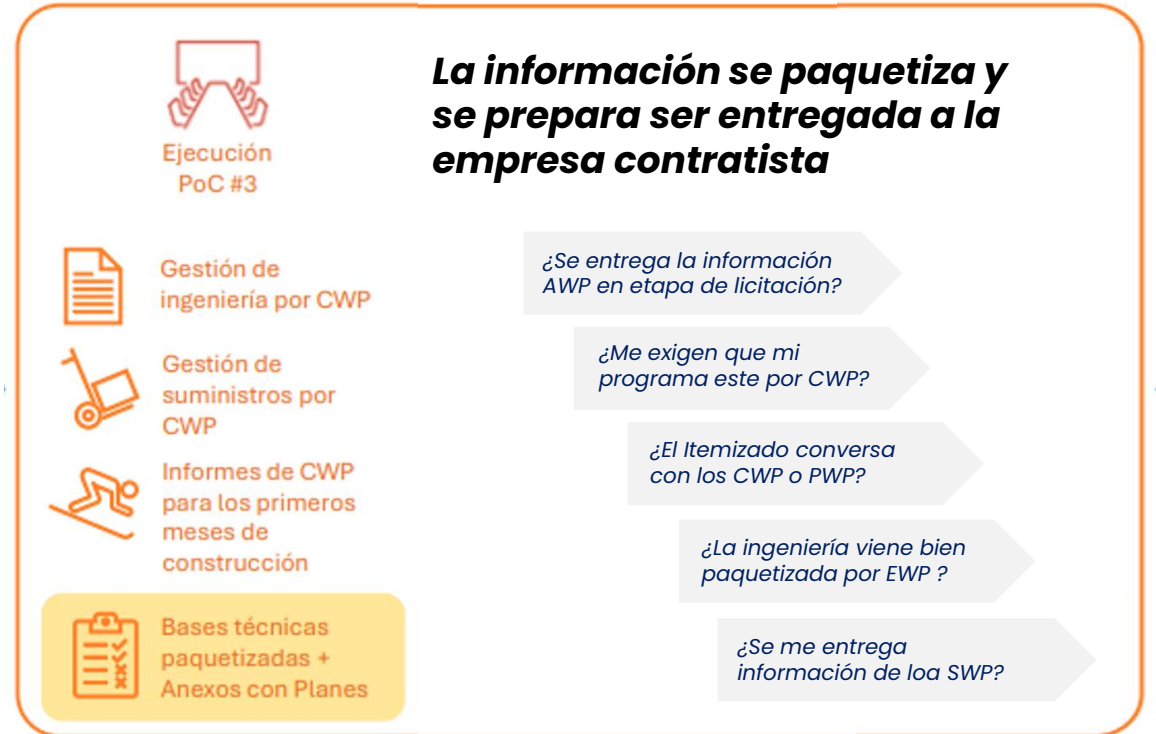 La información se paquetiza y
se prepara ser entregada a la
empresa contratista
Ejecución
PoC #3
Gestión de
ingeniería por CWP
Gestión de
suministros por
CWP
Informes de CWP
para los primeros
meses de
construcción
Bases técnicas
paquetizadas +
Anexos con Planes
¿Se entrega la información
AWP en etapa de licitación?
¿Me exigen que mi
programa este por CWP?
¿El Itemizado conversa
con los CWP o PWP?
¿La ingeniería viene bien
paquetizada por EWP ?
¿Se me entrega
información de loa SWP?